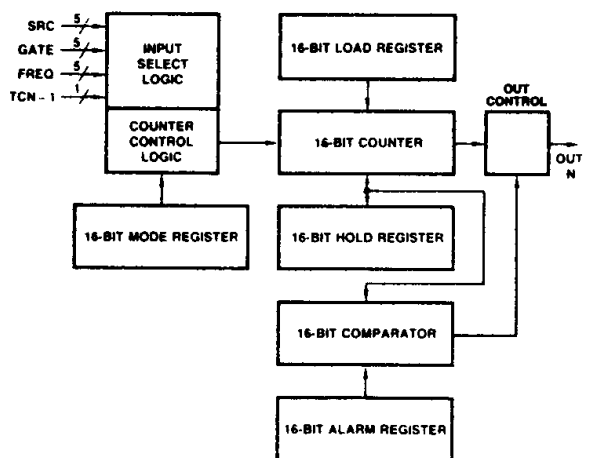 SRC 5
GATE 5
FREQ 5
TCN-1 1
INPUT
SELECT
LOGIC
COUNTER
CONTROL
LOGIC
16-BIT MODE REGISTER
16-BIT LOAD REGISTER
16-BIT COUNTER
16-BIT HOLD REGISTER
16-BIT COMPARATOR
16-BIT ALARM REGISTER
OUT
CONTROL
OUT
N